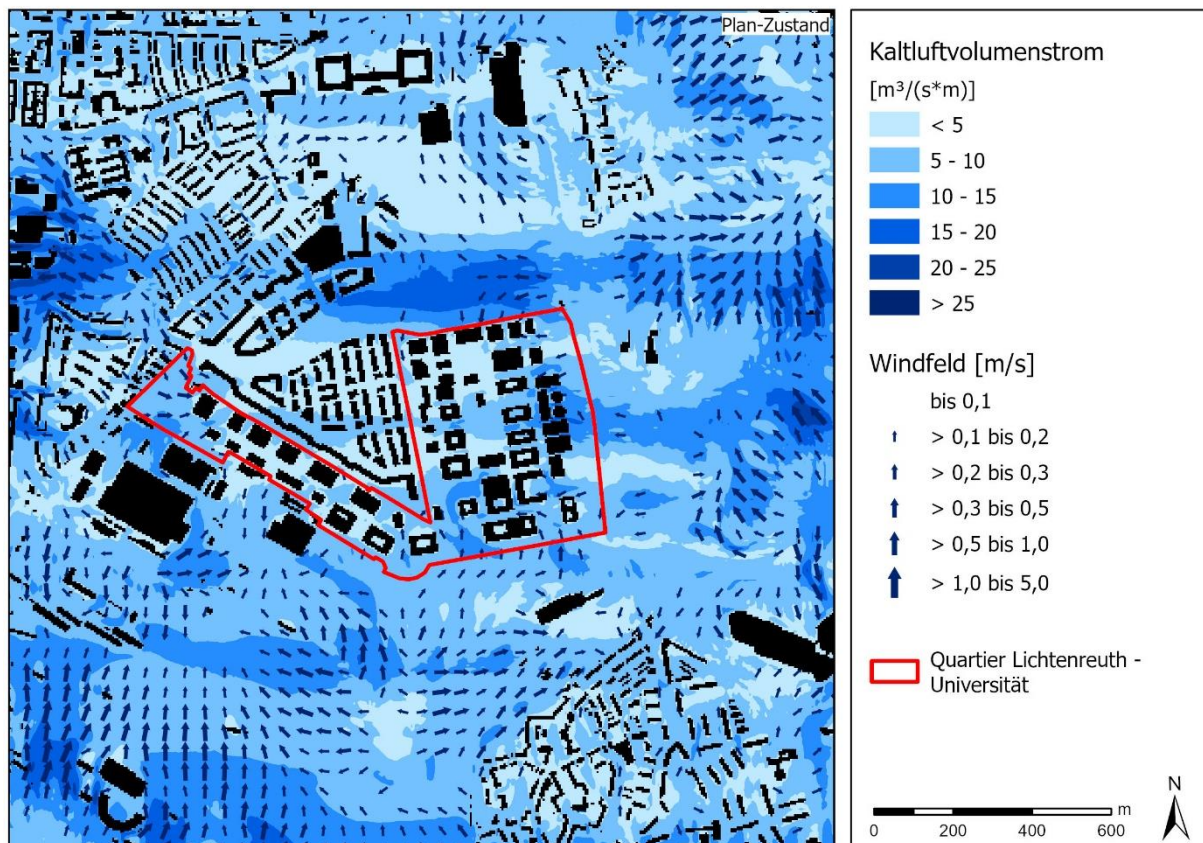 Plan-Zustand
Kaltluftvolumenstrom
[m³/(s*m)]
< 5
5 - 10
10 - 15
15 - 20
20 - 25
> 25
Windfeld [m/s]
bis 0,1
> 0,1 bis 0,2
> 0,2 bis 0,3
> 0,3 bis 0,5
> 0,5 bis 1,0
> 1,0 bis 5,0
Quartier Lichtenreuth -
Universität
N
m
0 200 400 600